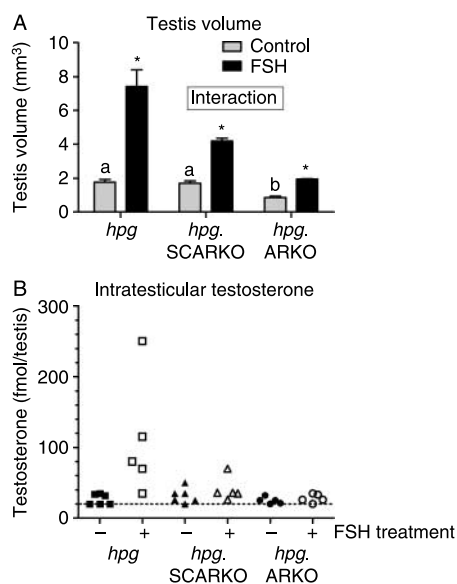 A
Testis volume
Control
FSH
Interaction
Testis volume (mm³)
10
8
6
4
2
0
a
*
a
*
b
*
hpg
hpg.
SCARKO
hpg.
ARKO
B
Intratesticular testosterone
Testosterone (fmol/testis)
300
200
100
0
– + – + – + FSH treatment
hpg
hpg.
SCARKO
hpg.
ARKO